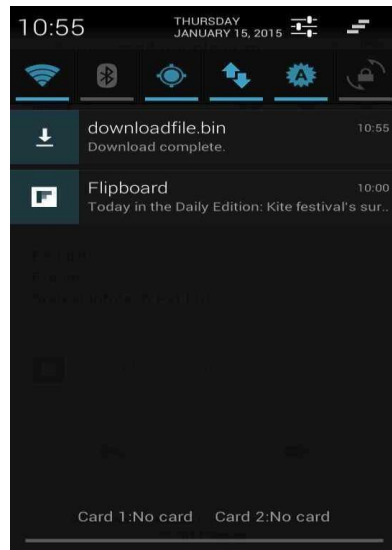 10:55
THURSDAY
JANUARY 15, 2015
A
downloadfile.bin 10:55
Download complete.
Flipboard 10:00
Today in the Daily Edition: Kite festival's sur..
Card 1:No card Card 2:No card